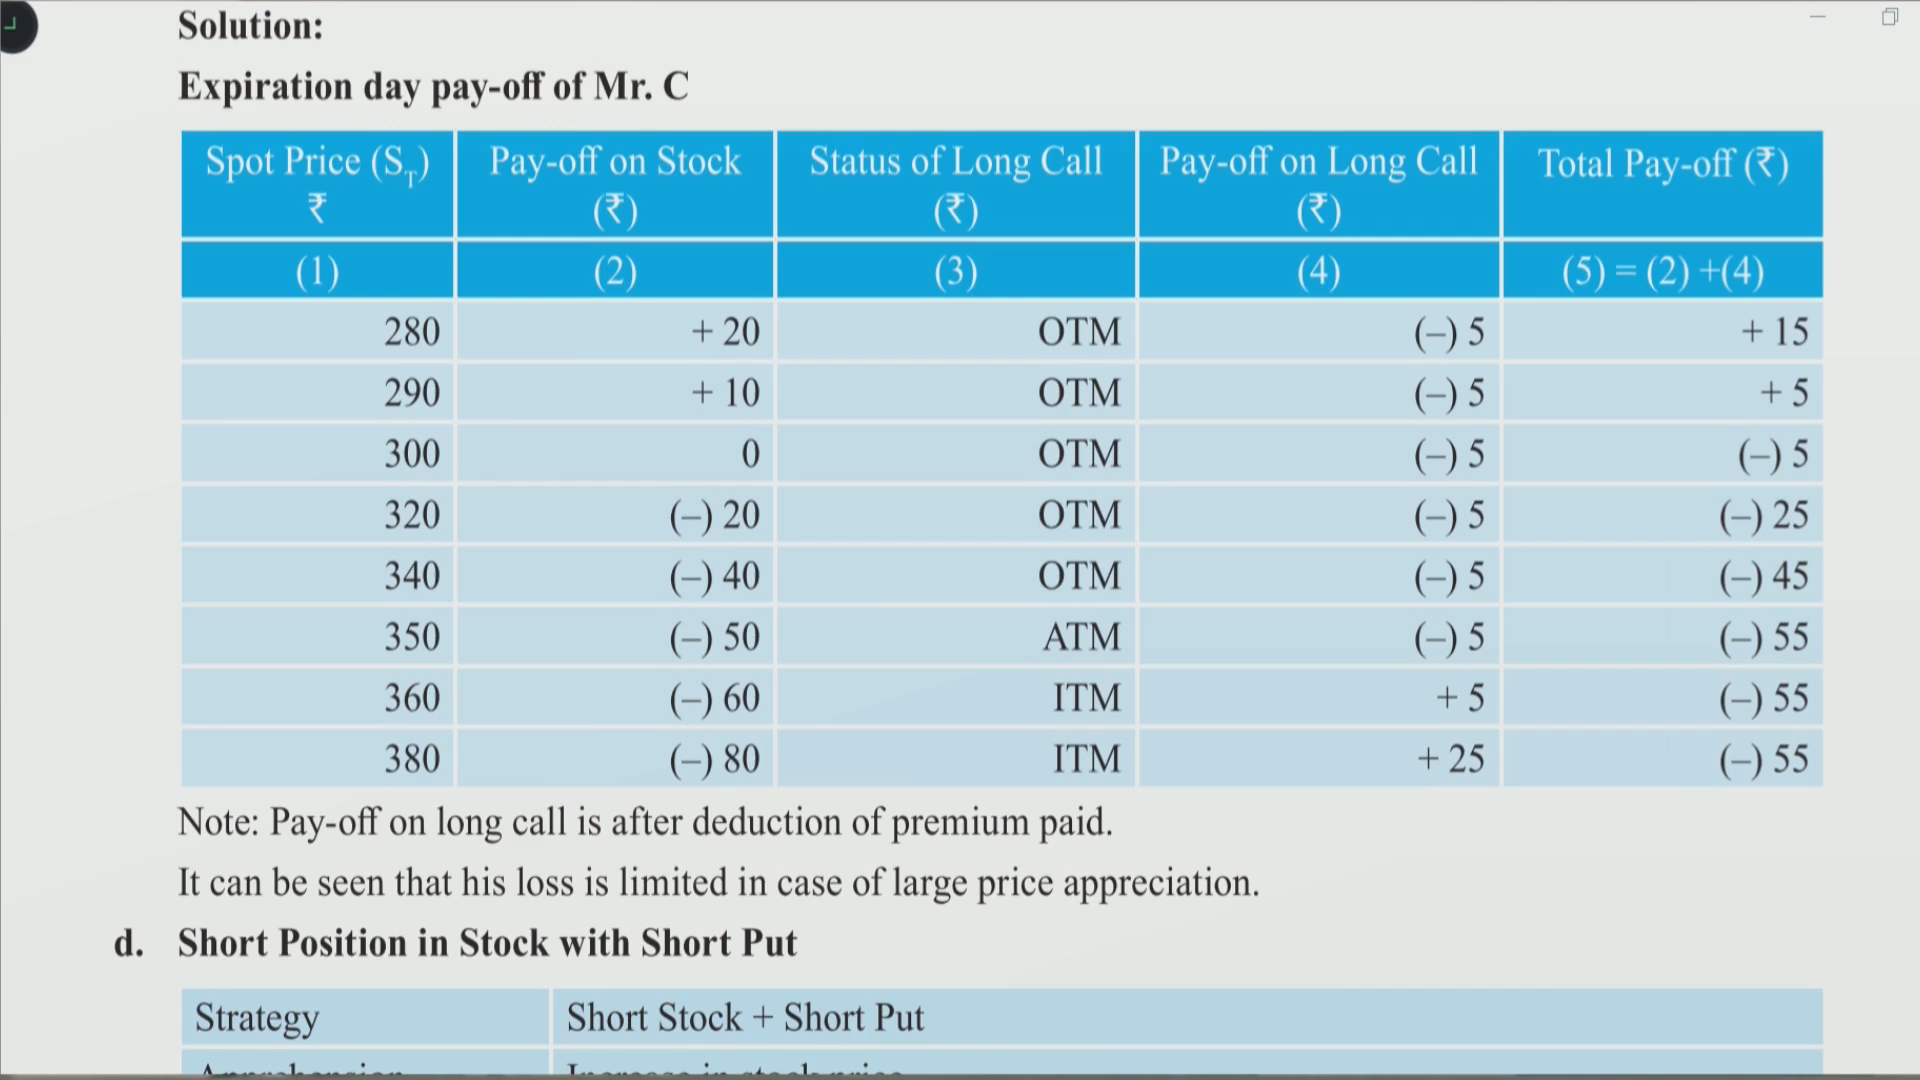 Solution:
Expiration day pay-off of Mr. C
Spot Price (S_T) ₹ | Pay-off on Stock (₹) | Status of Long Call (₹) | Pay-off on Long Call (₹) | Total Pay-off (₹)
(1) | (2) | (3) | (4) | (5) = (2) +(4)
280 | + 20 | OTM | (–) 5 | + 15
290 | + 10 | OTM | (–) 5 | + 5
300 | 0 | OTM | (–) 5 | (–) 5
320 | (–) 20 | OTM | (–) 5 | (–) 25
340 | (–) 40 | OTM | (–) 5 | (–) 45
350 | (–) 50 | ATM | (–) 5 | (–) 55
360 | (–) 60 | ITM | + 5 | (–) 55
380 | (–) 80 | ITM | + 25 | (–) 55
Note: Pay-off on long call is after deduction of premium paid.
It can be seen that his loss is limited in case of large price appreciation.
d. Short Position in Stock with Short Put
Strategy | Short Stock + Short Put
Apprehension | Increase in stock price